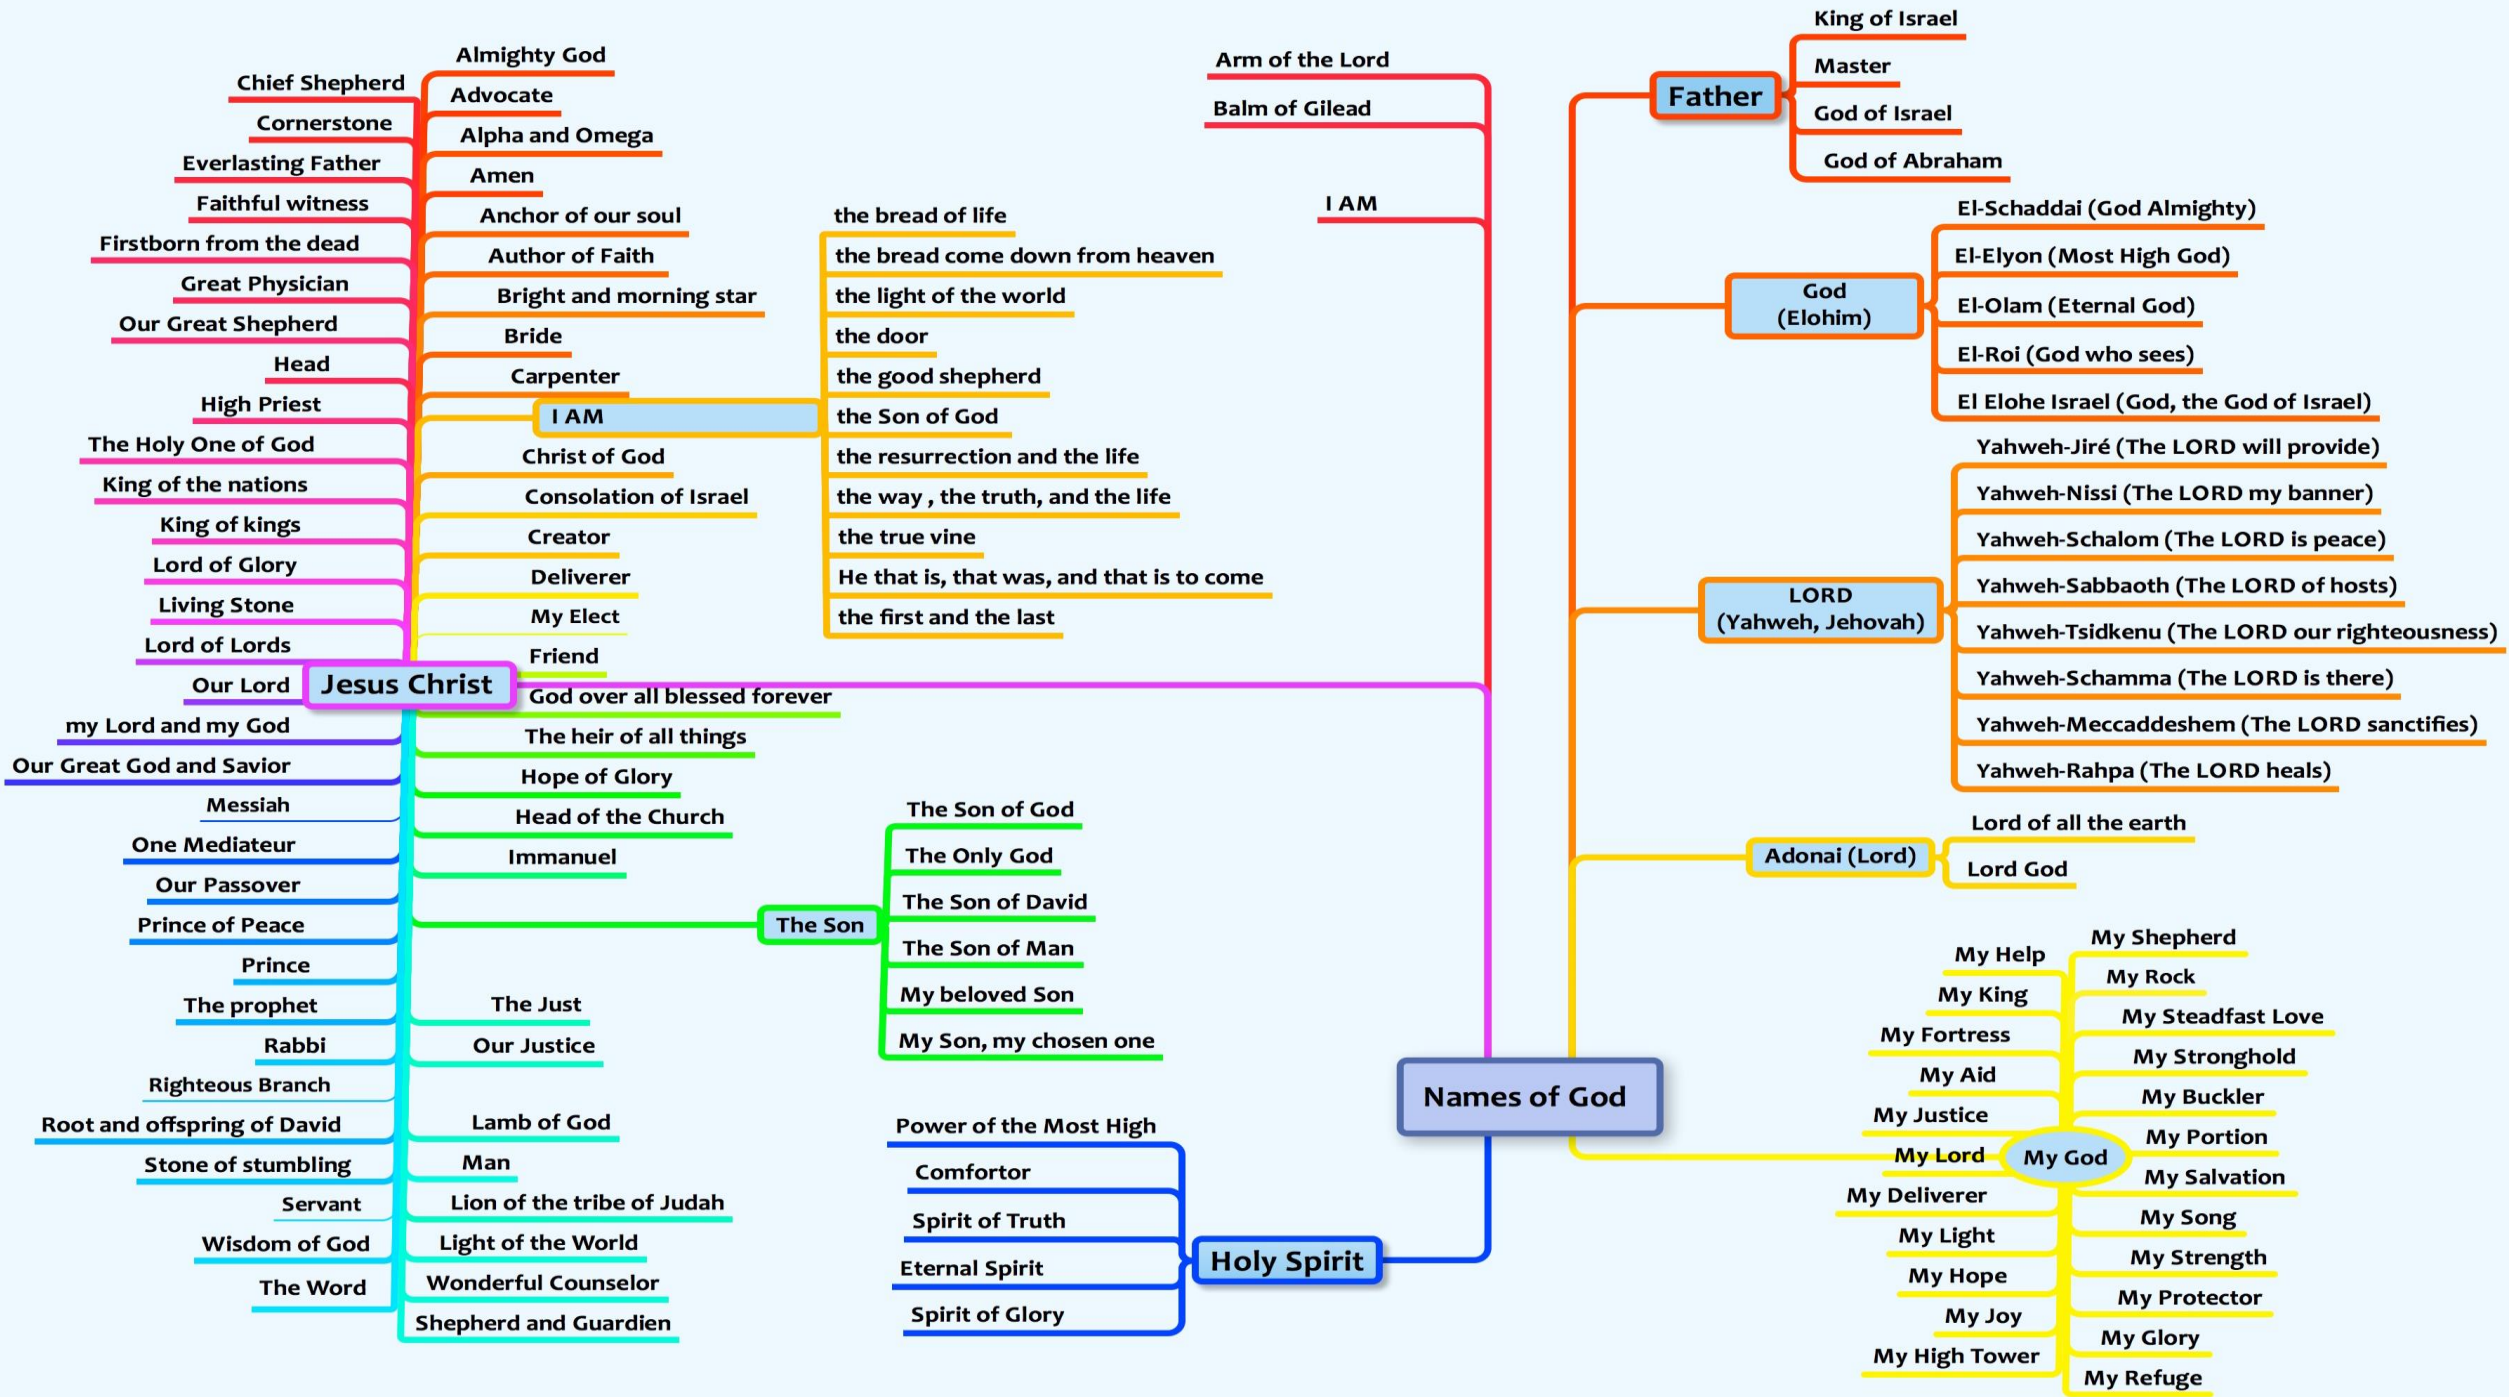 Names of God
Arm of the Lord
Balm of Gilead
I AM
Jesus Christ
Chief Shepherd
Cornerstone
Everlasting Father
Faithful witness
Firstborn from the dead
Great Physician
Our Great Shepherd
Head
High Priest
The Holy One of God
King of the nations
King of kings
Lord of Glory
Living Stone
Lord of Lords
Our Lord
my Lord and my God
Our Great God and Savior
Messiah
One Mediateur
Our Passover
Prince of Peace
Prince
The prophet
Rabbi
Righteous Branch
Root and offspring of David
Stone of stumbling
Servant
Wisdom of God
The Word
Almighty God
Advocate
Alpha and Omega
Amen
Anchor of our soul
Author of Faith
Bright and morning star
Bride
Carpenter
I AM
the bread of life
the bread come down from heaven
the light of the world
the door
the good shepherd
the Son of God
the resurrection and the life
the way , the truth, and the life
the true vine
He that is, that was, and that is to come
the first and the last
Christ of God
Consolation of Israel
Creator
Deliverer
My Elect
Friend
God over all blessed forever
The heir of all things
Hope of Glory
Head of the Church
Immanuel
The Son
The Son of God
The Only God
The Son of David
The Son of Man
My beloved Son
My Son, my chosen one
The Just
Our Justice
Lamb of God
Man
Lion of the tribe of Judah
Light of the World
Wonderful Counselor
Shepherd and Guardien
Holy Spirit
Power of the Most High
Comfortor
Spirit of Truth
Eternal Spirit
Spirit of Glory
Father
King of Israel
Master
God of Israel
God of Abraham
God
(Elohim)
El-Schaddai (God Almighty)
El-Elyon (Most High God)
El-Olam (Eternal God)
El-Roi (God who sees)
El Elohe Israel (God, the God of Israel)
LORD
(Yahweh, Jehovah)
Yahweh-Jiré (The LORD will provide)
Yahweh-Nissi (The LORD my banner)
Yahweh-Schalom (The LORD is peace)
Yahweh-Sabbaoth (The LORD of hosts)
Yahweh-Tsidkenu (The LORD our righteousness)
Yahweh-Schamma (The LORD is there)
Yahweh-Meccaddeshem (The LORD sanctifies)
Yahweh-Rahpa (The LORD heals)
Adonai (Lord)
Lord of all the earth
Lord God
My God
My Help
My King
My Fortress
My Aid
My Justice
My Lord
My Deliverer
My Light
My Hope
My Joy
My High Tower
My Shepherd
My Rock
My Steadfast Love
My Stronghold
My Buckler
My Portion
My Salvation
My Song
My Strength
My Protector
My Glory
My Refuge